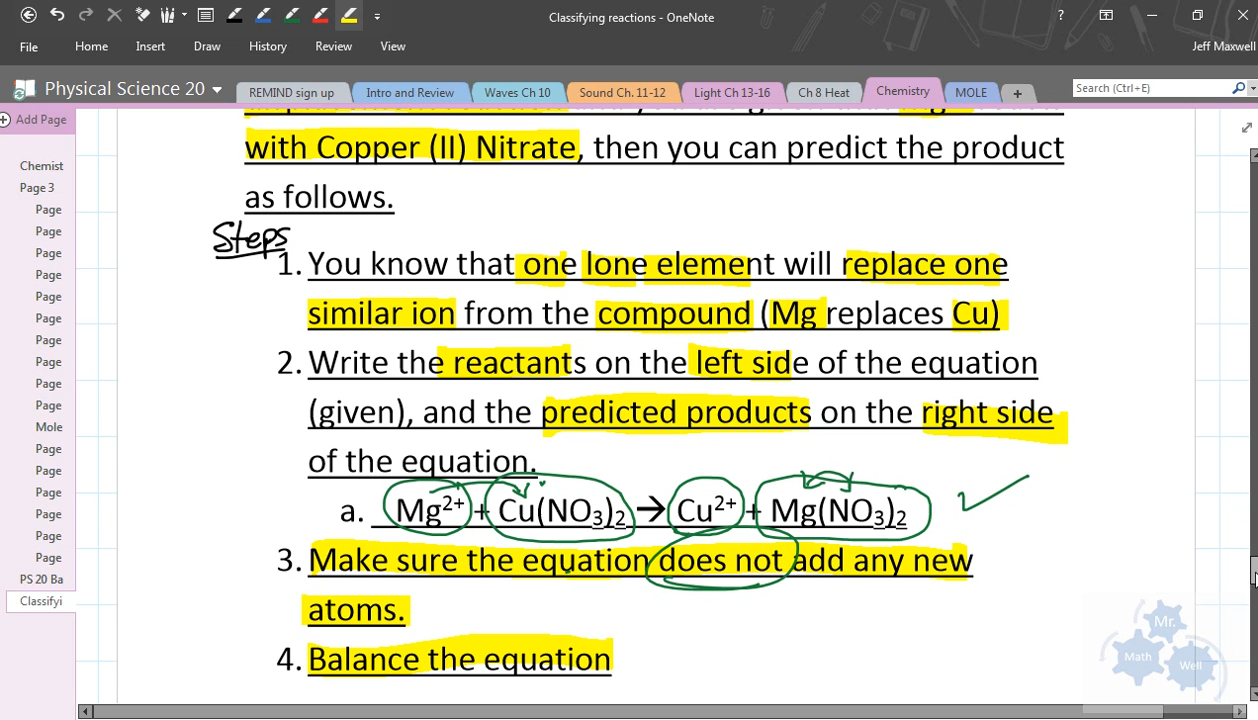 Classifying reactions - OneNote
?
File Home Insert Draw History Review View
Jeff Maxwell
Physical Science 20
REMIND sign up Intro and Review Waves Ch 10 Sound Ch. 11-12 Light Ch 13-16 Ch 8 Heat Chemistry MOLE +
Search (Ctrl+E)
Add Page
Chemist
Page 3
Page
Page
Page
Page
Page
Page
Page
Page
Page
Page
Mole
Page
Page
Page
Page
Page
Page
PS 20 Ba
Classifyi
with Copper (II) Nitrate, then you can predict the product
as follows.
Steps
1. You know that one lone element will replace one
similar ion from the compound (Mg replaces Cu)
2. Write the reactants on the left side of the equation
(given), and the predicted products on the right side
of the equation.
a. Mg²⁺ + Cu(NO₃)₂ → Cu²⁺ + Mg(NO₃)₂
3. Make sure the equation does not add any new
atoms.
4. Balance the equation
Mr.
Math
Well